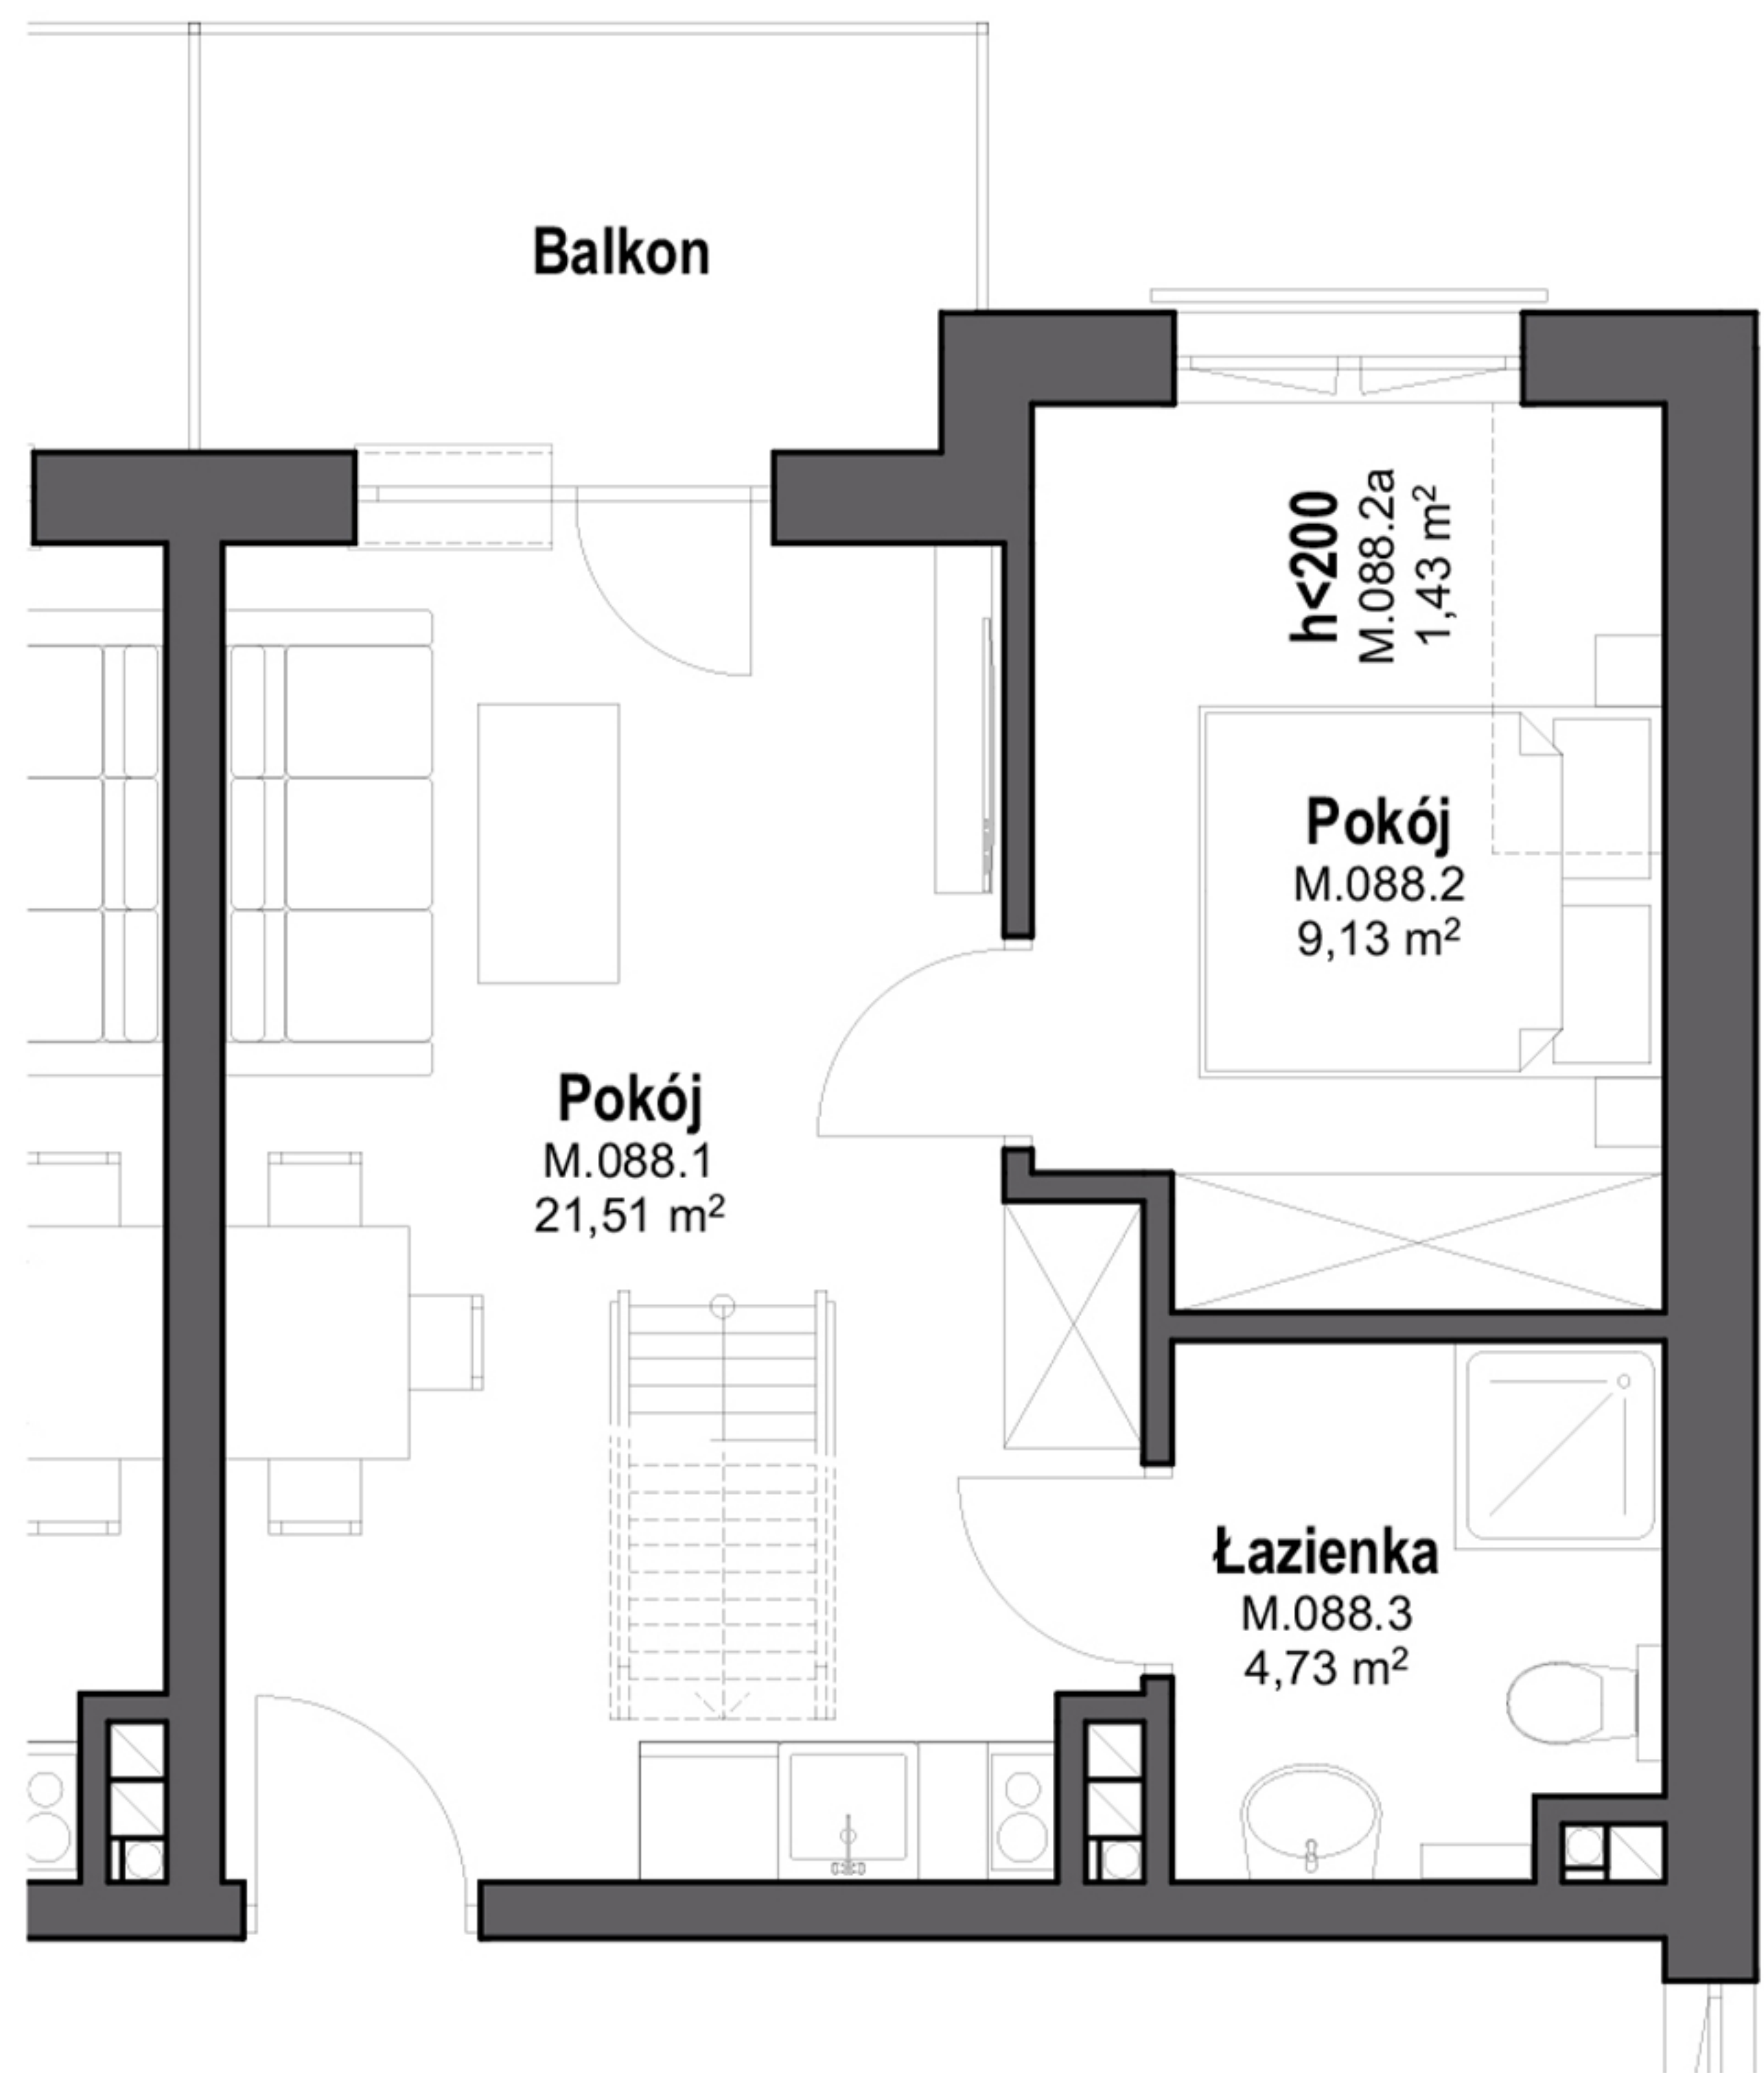 Balkon
h<200
M.088.2a
1,43 m²
Pokój
M.088.2
9,13 m²
Pokój
M.088.1
21,51 m²
Łazienka
M.088.3
4,73 m²